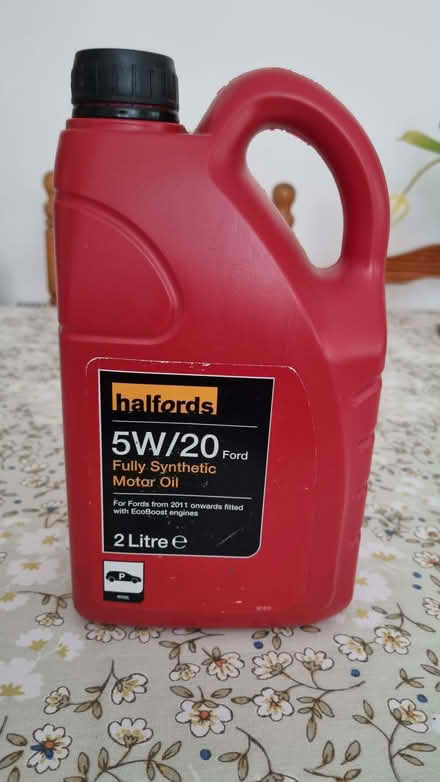 halfords
5W/20 Ford
Fully Synthetic
Motor Oil
For Fords from 2011 onwards fitted
with EcoBoost engines
2 Litre ℮
P